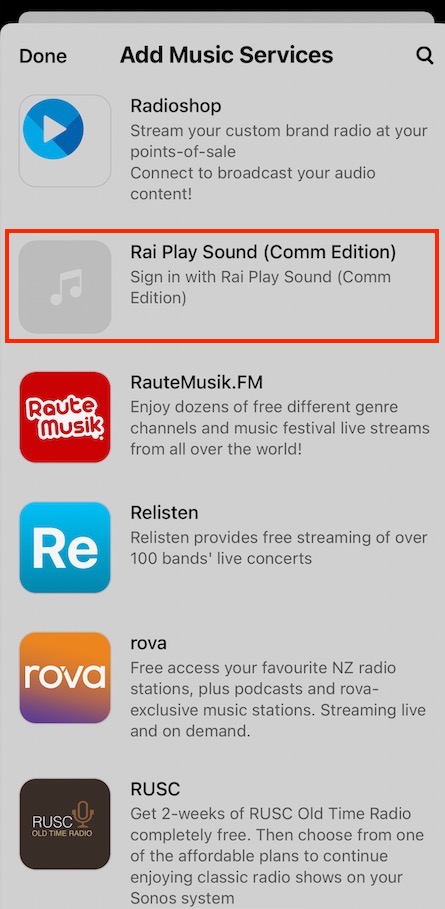 Done
Add Music Services
Radioshop
Stream your custom brand radio at your
points-of-sale
Connect to broadcast your audio
content!
Rai Play Sound (Comm Edition)
Sign in with Rai Play Sound (Comm
Edition)
Raute
Musik
RauteMusik.FM
Enjoy dozens of free different genre
channels and music festival live streams
from all over the world!
Re
Relisten
Relisten provides free streaming of over
100 bands' live concerts
rova
rova
Free access your favourite NZ radio
stations, plus podcasts and rova-
exclusive music stations. Streaming live
and on demand.
RUSC
OLD TIME RADIO
RUSC
Get 2-weeks of RUSC Old Time Radio
completely free. Then choose from one
of the affordable plans to continue
enjoying classic radio shows on your
Sonos system